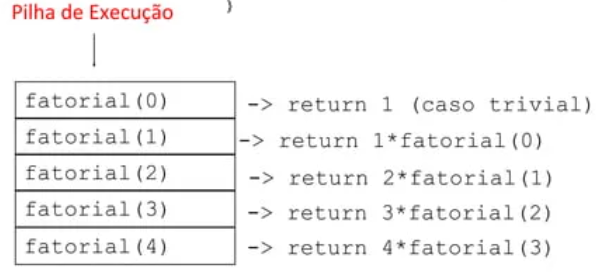 Pilha de Execução }
fatorial(0) -> return 1 (caso trivial)
fatorial(1) -> return 1*fatorial(0)
fatorial(2) -> return 2*fatorial(1)
fatorial(3) -> return 3*fatorial(2)
fatorial(4) -> return 4*fatorial(3)